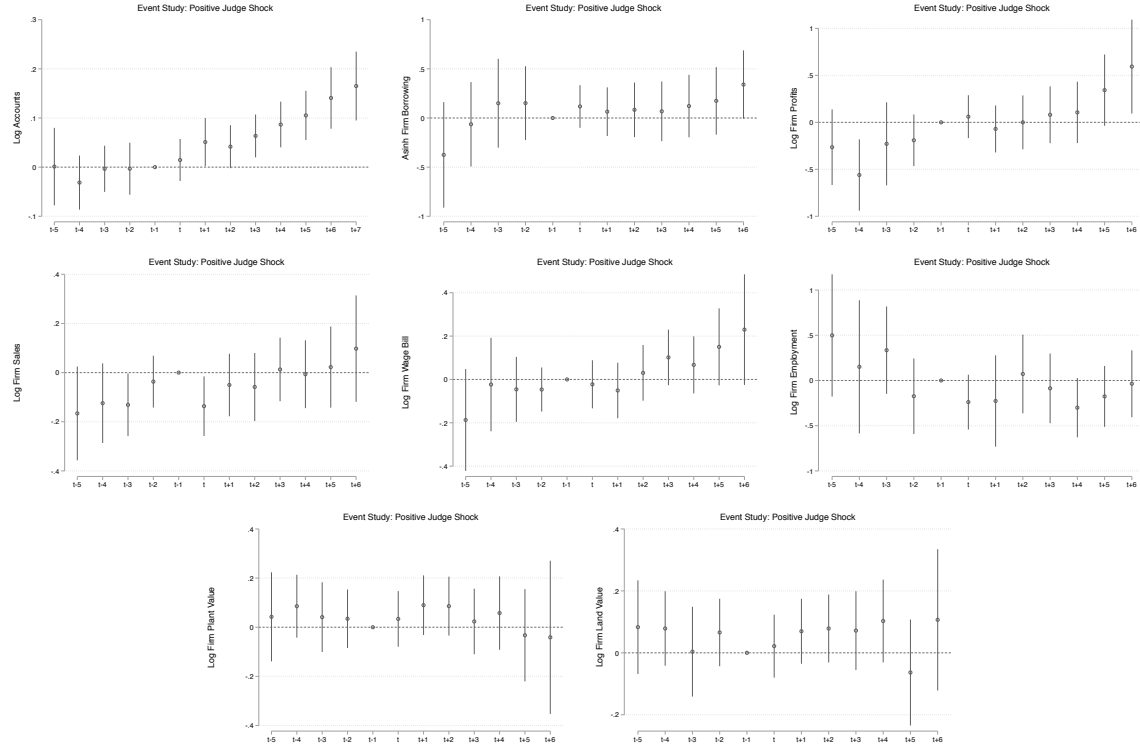 Event Study: Positive Judge Shock
Log Accounts
.3
.2
.1
0
-.1
t-5 t-4 t-3 t-2 t-1 t t+1 t+2 t+3 t+4 t+5 t+6 t+7
Event Study: Positive Judge Shock
Asinh Firm Borrowing
1
.5
0
-.5
-1
t-5 t-4 t-3 t-2 t-1 t t+1 t+2 t+3 t+4 t+5 t+6
Event Study: Positive Judge Shock
Log Firm Profits
1
.5
0
-.5
-1
t-5 t-4 t-3 t-2 t-1 t t+1 t+2 t+3 t+4 t+5 t+6
Event Study: Positive Judge Shock
Log Firm Sales
.4
.2
0
-.2
-.4
t-5 t-4 t-3 t-2 t-1 t t+1 t+2 t+3 t+4 t+5 t+6
Event Study: Positive Judge Shock
Log Firm Wage Bill
.4
.2
0
-.2
-.4
t-5 t-4 t-3 t-2 t-1 t t+1 t+2 t+3 t+4 t+5 t+6
Event Study: Positive Judge Shock
Log Firm Employment
1
.5
0
-.5
-1
t-5 t-4 t-3 t-2 t-1 t t+1 t+2 t+3 t+4 t+5 t+6
Event Study: Positive Judge Shock
Log Firm Plant Value
.4
.2
0
-.2
-.4
t-5 t-4 t-3 t-2 t-1 t t+1 t+2 t+3 t+4 t+5 t+6
Event Study: Positive Judge Shock
Log Firm Land Value
.4
.2
0
-.2
t-5 t-4 t-3 t-2 t-1 t t+1 t+2 t+3 t+4 t+5 t+6